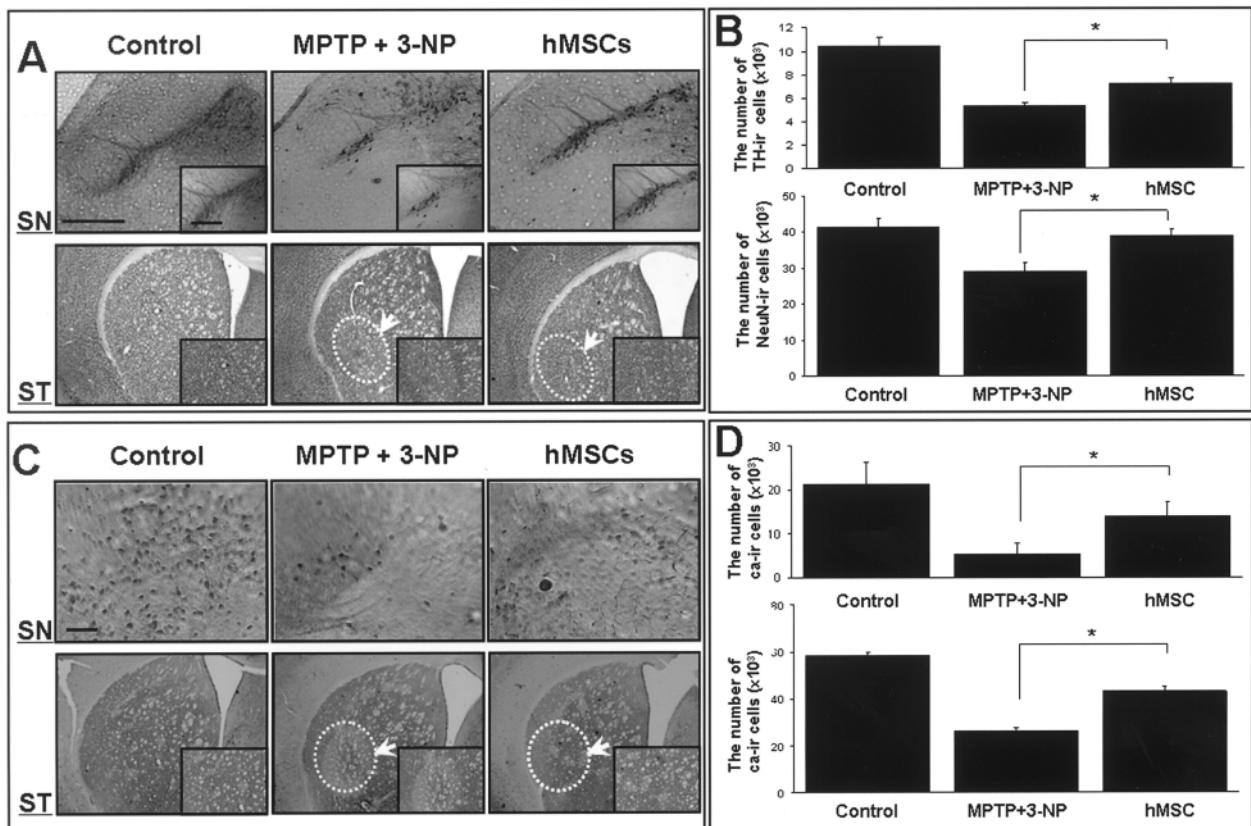 A
Control
MPTP + 3-NP
hMSCs
SN
ST
B
The number of
TH-ir cells (x10³)
12
10
8
6
4
2
0
*
Control
MPTP+3-NP
hMSC
The number of
NeuN-ir cells (x10³)
50
40
30
20
10
0
*
Control
MPTP+3-NP
hMSC
C
Control
MPTP + 3-NP
hMSCs
SN
ST
D
The number of
ca-ir cells (x10³)
30
20
10
0
*
Control
MPTP+3-NP
hMSC
The number of
ca-ir cells (x10³)
80
60
40
20
0
*
Control
MPTP+3-NP
hMSC